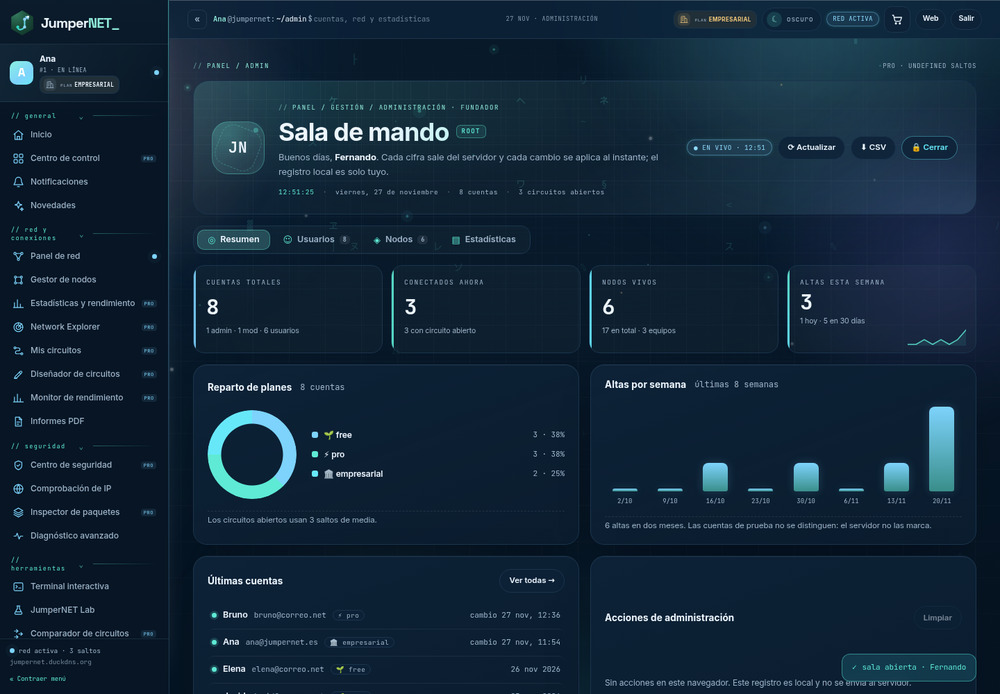 JumperNET_
« Ana@jumpernet:~/admin$ cuentas, red y estadísticas
27 NOV · ADMINISTRACIÓN
PLAN EMPRESARIAL
OSCURO
RED ACTIVA
Web
Salir
A
Ana
#1 · EN LÍNEA
PLAN EMPRESARIAL
// general
Inicio
Centro de control PRO
Notificaciones
Novedades
// red y conexiones
Panel de red
Gestor de nodos
Estadísticas y rendimiento PRO
Network Explorer PRO
Mis circuitos PRO
Diseñador de circuitos PRO
Monitor de rendimiento PRO
Informes PDF
// seguridad
Centro de seguridad PRO
Comprobación de IP
Inspector de paquetes PRO
Diagnóstico avanzado
// herramientas
Terminal interactiva
JumperNET Lab
Comparador de circuitos PRO
red activa · 3 saltos
jumpernet.duckdns.org
« Contraer menú
// PANEL / ADMIN
PRO · UNDEFINED SALTOS
JN
// PANEL / GESTIÓN / ADMINISTRACIÓN · FUNDADOR
Sala de mando ROOT
Buenos días, Fernando. Cada cifra sale del servidor y cada cambio se aplica al instante; el
registro local es solo tuyo.
12:51:25 · viernes, 27 de noviembre · 8 cuentas · 3 circuitos abiertos
EN VIVO · 12:51
⟳ Actualizar
⬇ CSV
🔒 Cerrar
◎ Resumen
Usuarios 8
◈ Nodos 6
▤ Estadísticas
CUENTAS TOTALES
8
1 admin · 1 mod · 6 usuarios
CONECTADOS AHORA
3
3 con circuito abierto
NODOS VIVOS
6
17 en total · 3 equipos
ALTAS ESTA SEMANA
3
1 hoy · 5 en 30 días
Reparto de planes 8 cuentas
🌱 free 3 · 38%
⚡ pro 3 · 38%
🏛 empresarial 2 · 25%
Los circuitos abiertos usan 3 saltos de media.
Altas por semana últimas 8 semanas
2/10 9/10 16/10 23/10 30/10 6/11 13/11 20/11
6 altas en dos meses. Las cuentas de prueba no se distinguen: el servidor no las marca.
Últimas cuentas
Ver todas →
Bruno bruno@correo.net ⚡ pro cambio 27 nov, 12:36
Ana ana@jumpernet.es 🏛 empresarial cambio 27 nov, 11:54
Elena elena@correo.net 🌱 free 26 nov 2026
Acciones de administración
Limpiar
Sin acciones en este navegador. Este registro es local y no se envía al servidor.
✓ sala abierta · Fernando